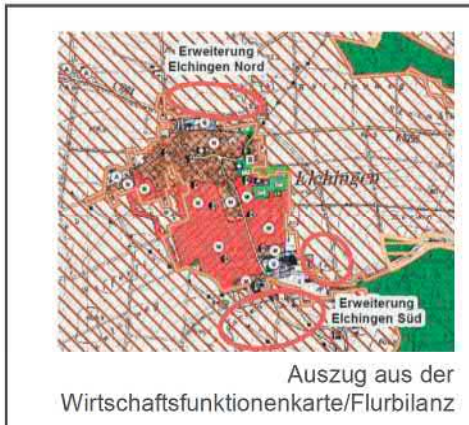 Erweiterung
Elchingen Nord
Elchingen
Erweiterung
Elchingen Süd
Auszug aus der
Wirtschaftsfunktionenkarte/Flurbilanz